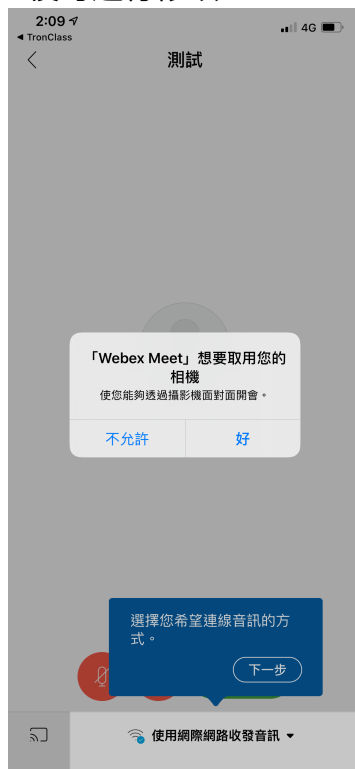 2:09
4G
◀ TronClass
測試
「Webex Meet」想要取用您的
相機
使您能夠透過攝影機面對面開會。
不允許
好
選擇您希望連線音訊的方
式。
下一步
使用網際網路收發音訊